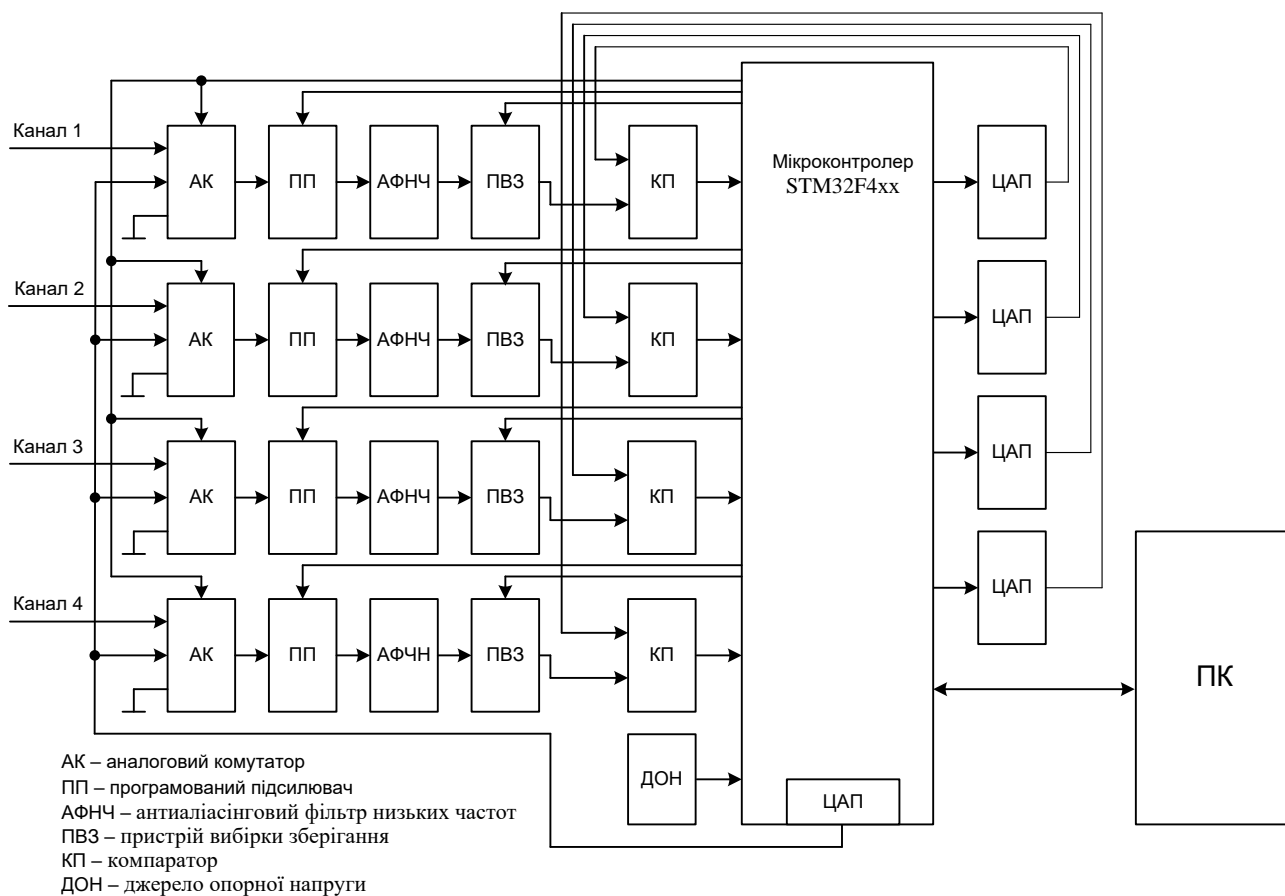 Канал 1
АК
ПП
АФНЧ
ПВЗ
КП
Мікроконтролер
STM32F4xx
ЦАП
Канал 2
АК
ПП
АФНЧ
ПВЗ
КП
ЦАП
Канал 3
АК
ПП
АФНЧ
ПВЗ
КП
ЦАП
Канал 4
АК
ПП
АФЧН
ПВЗ
КП
ЦАП
ПК
ДОН
ЦАП
АК – аналоговий комутатор
ПП – програмований підсилювач
АФНЧ – антиаліасінговий фільтр низьких частот
ПВЗ – пристрій вибірки зберігання
КП – компаратор
ДОН – джерело опорної напруги